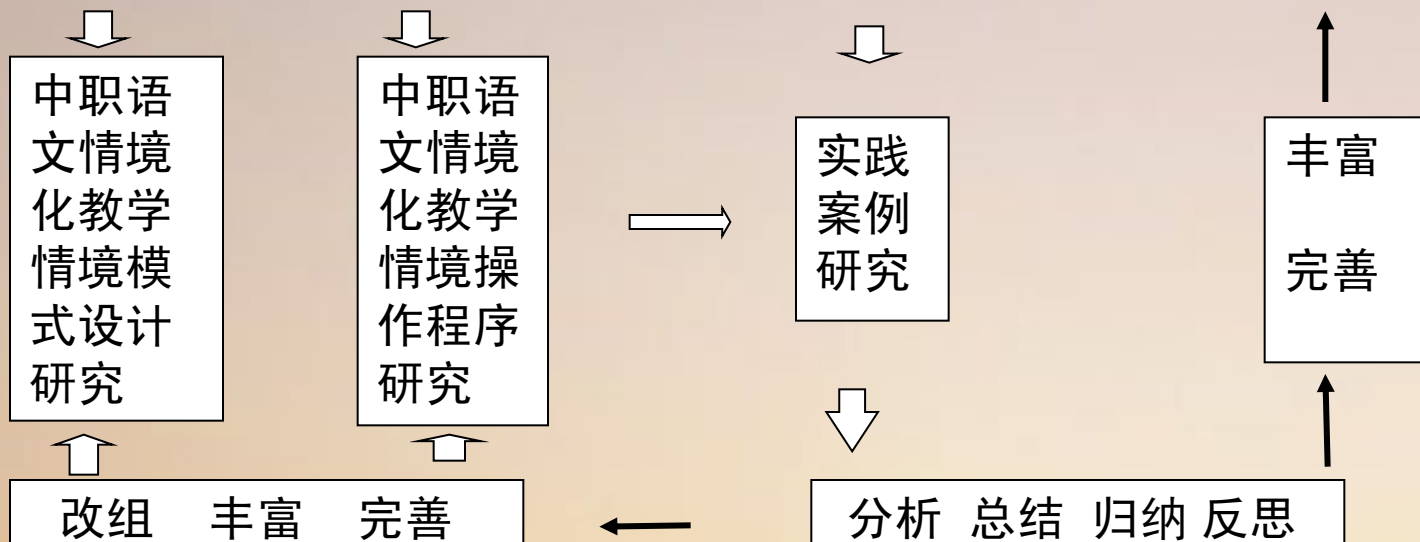 中职语
文情境
化教学
情境模
式设计
研究
中职语
文情境
化教学
情境操
作程序
研究
实践
案例
研究
丰富
完善
改组 丰富 完善
分析 总结 归纳 反思